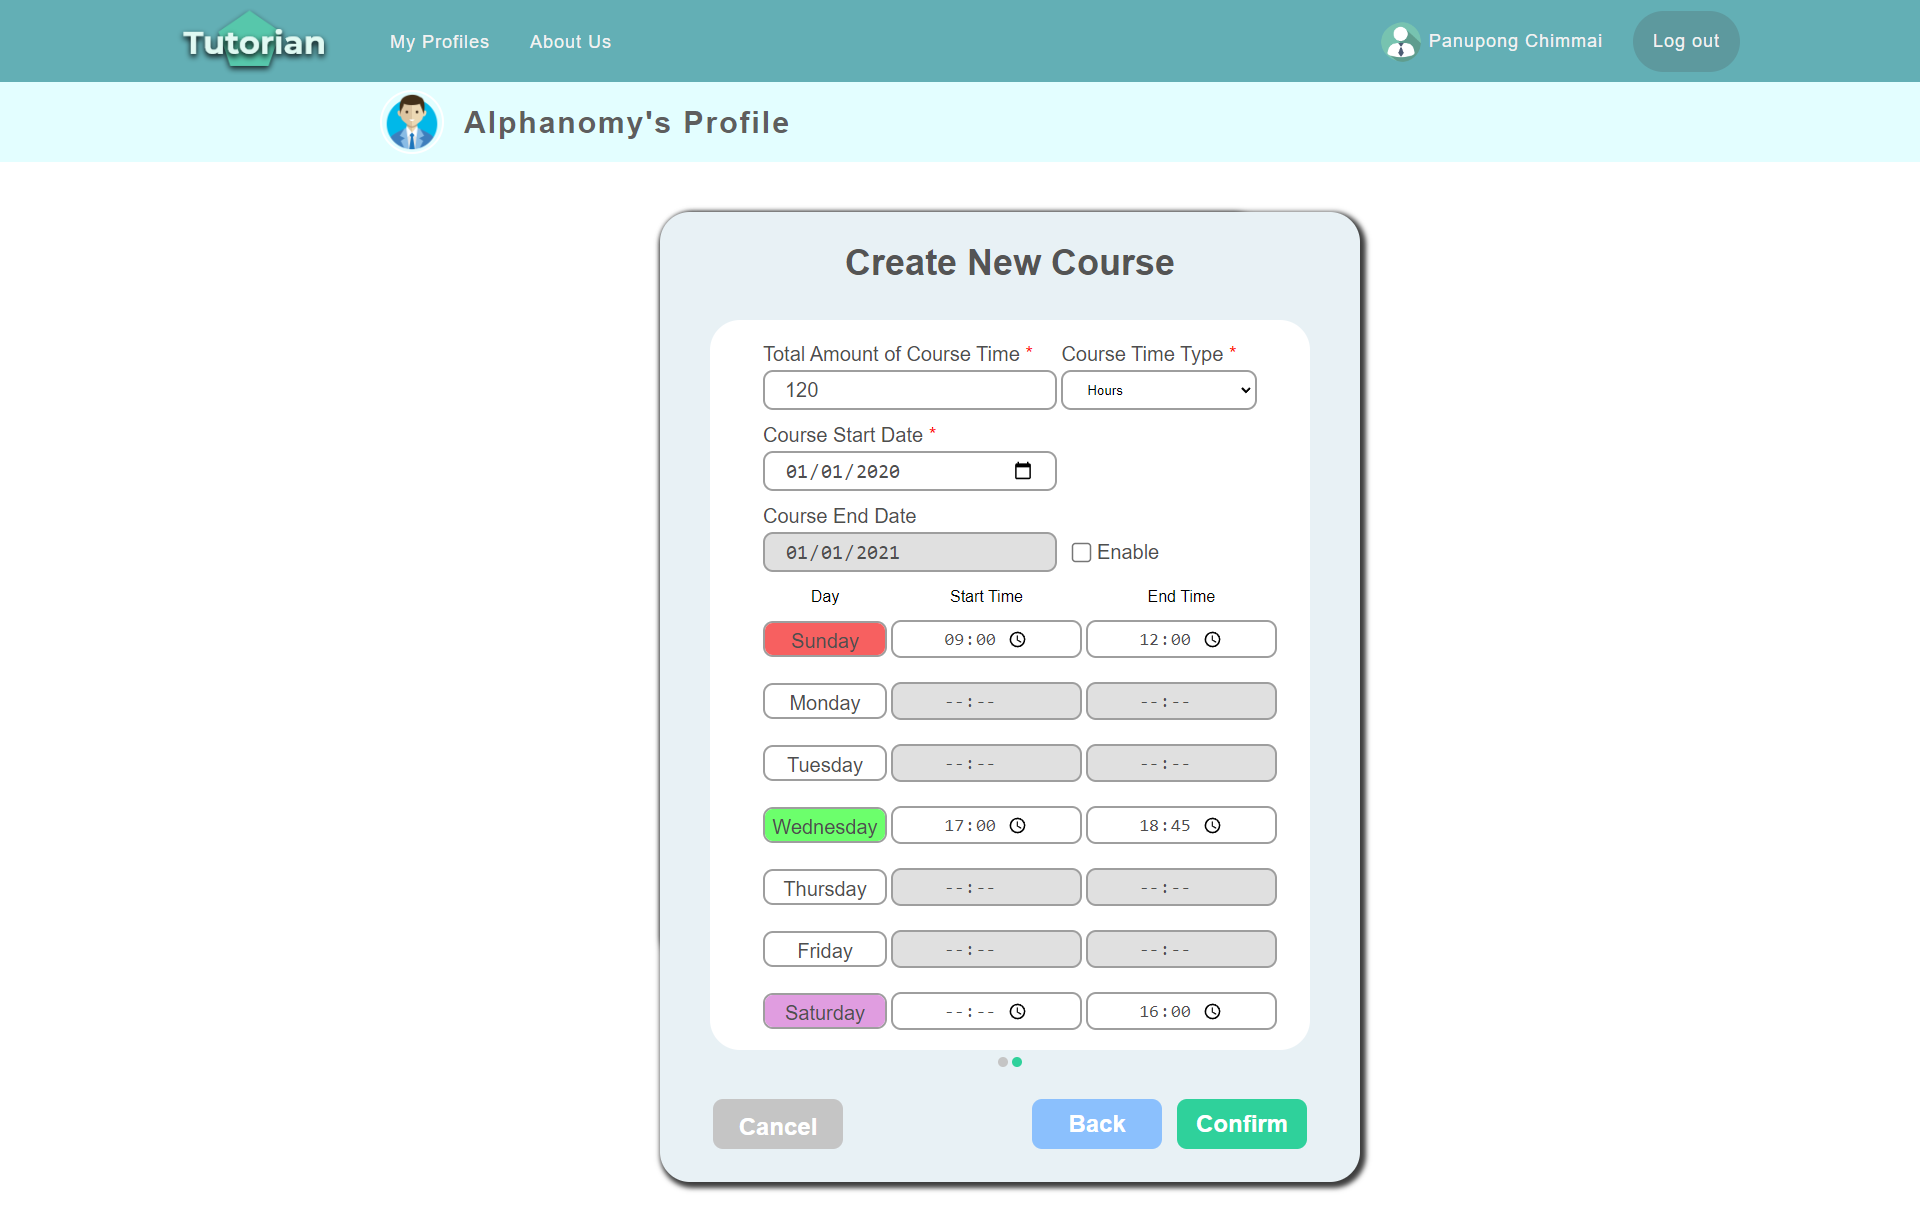 Tutorian
My Profiles
About Us
Panupong Chimmai
Log out
Alphanomy's Profile
Create New Course
Total Amount of Course Time * Course Time Type *
120 Hours
Course Start Date *
01/01/2020
Course End Date
01/01/2021 Enable
Day Start Time End Time
Sunday 09:00 12:00
Monday --:-- --:--
Tuesday --:-- --:--
Wednesday 17:00 18:45
Thursday --:-- --:--
Friday --:-- --:--
Saturday --:-- 16:00
Cancel Back Confirm